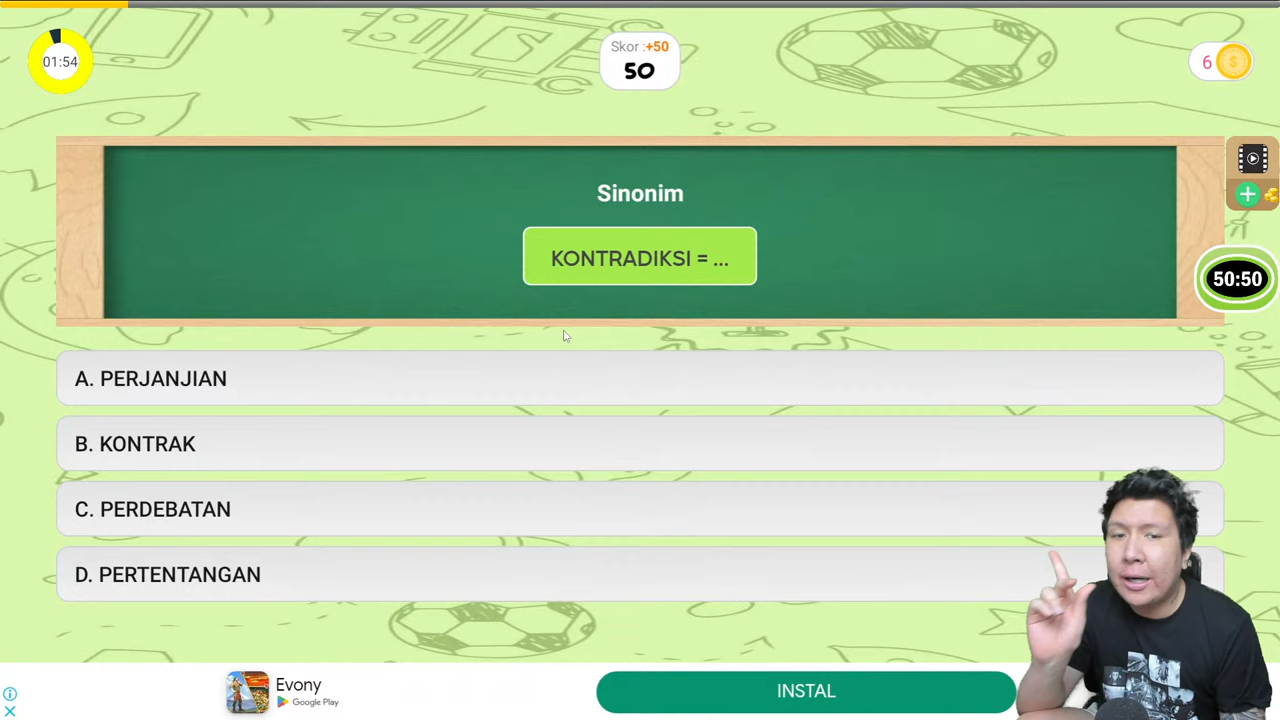 01:54
Skor :+50
50
6
Sinonim
KONTRADIKSI = ...
50:50
A. PERJANJIAN
B. KONTRAK
C. PERDEBATAN
D. PERTENTANGAN
Evony
Google Play
INSTAL